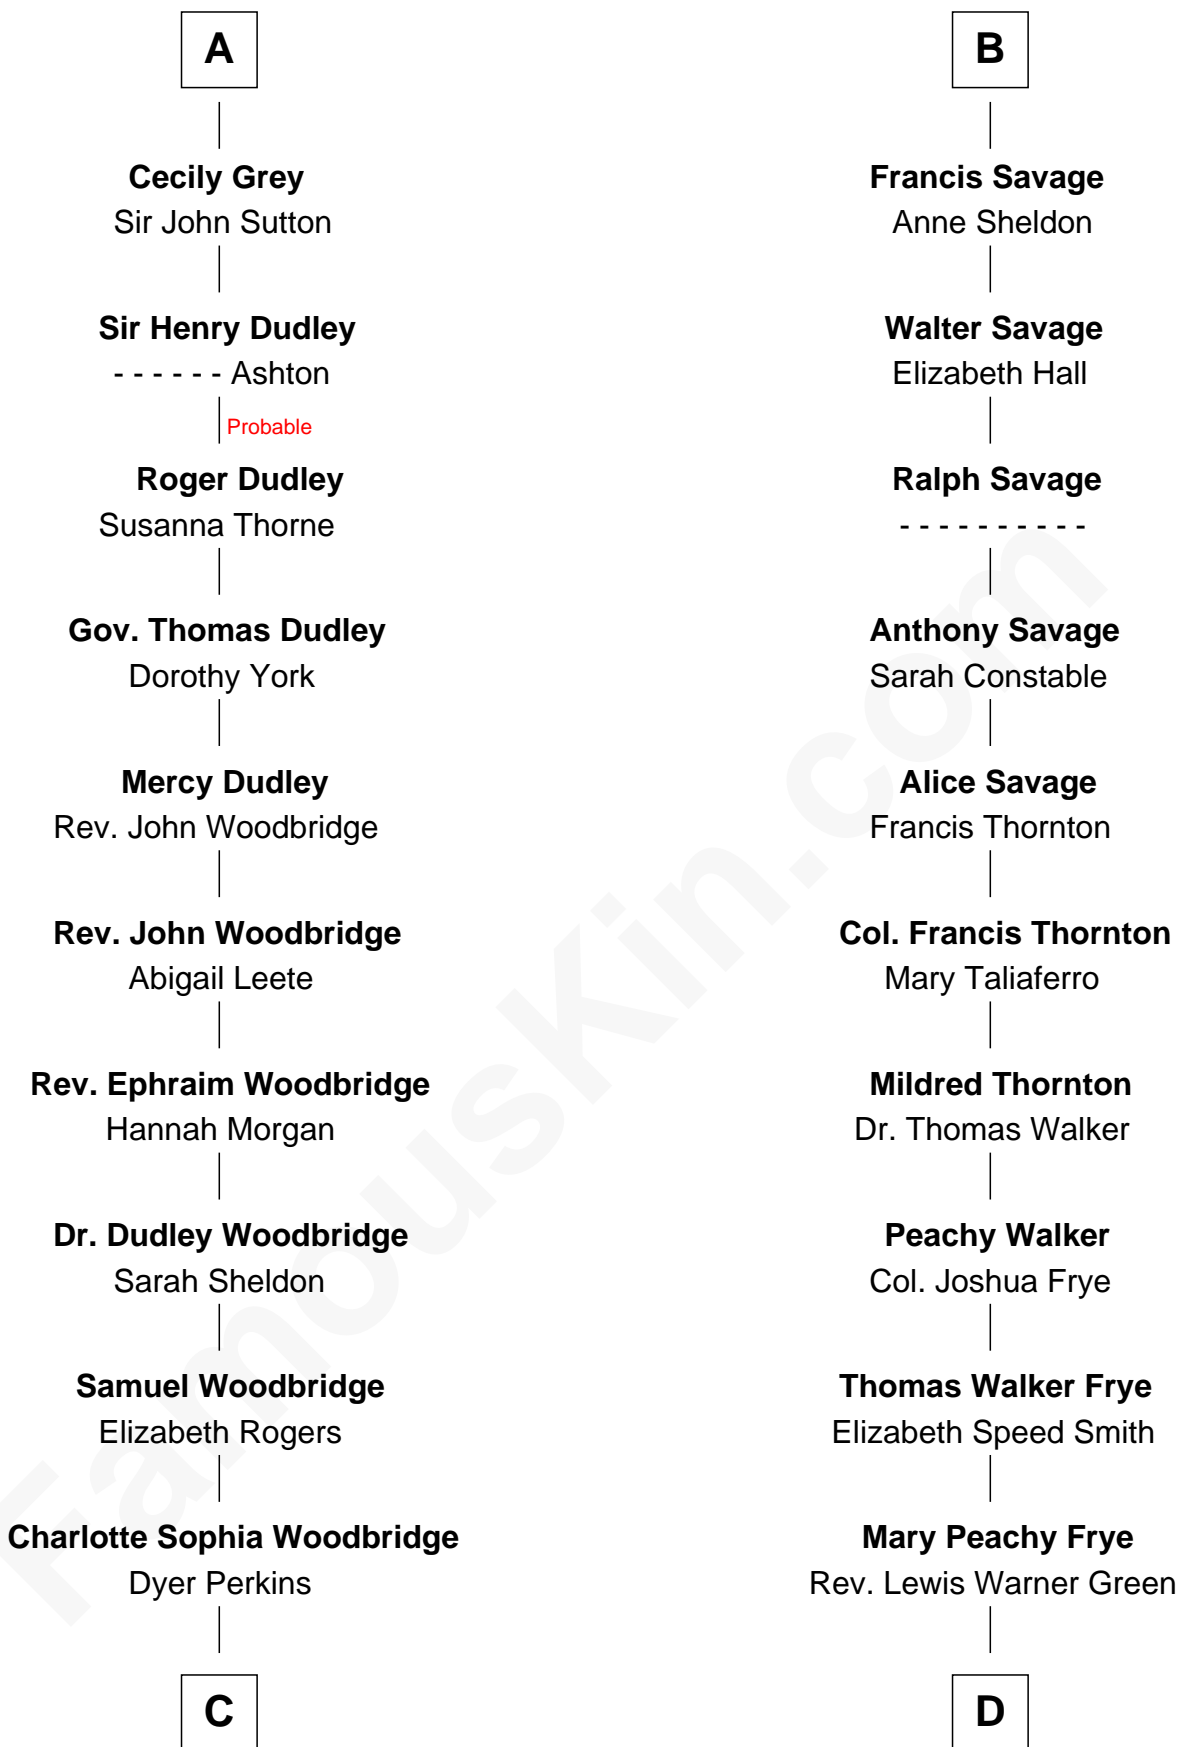 A
Cecily Grey
Sir John Sutton
Sir Henry Dudley
- - - - - - Ashton
Probable
Roger Dudley
Susanna Thorne
Gov. Thomas Dudley
Dorothy York
Mercy Dudley
Rev. John Woodbridge
Rev. John Woodbridge
Abigail Leete
Rev. Ephraim Woodbridge
Hannah Morgan
Dr. Dudley Woodbridge
Sarah Sheldon
Samuel Woodbridge
Elizabeth Rogers
Charlotte Sophia Woodbridge
Dyer Perkins
C
B
Francis Savage
Anne Sheldon
Walter Savage
Elizabeth Hall
Ralph Savage
- - - - - - - - - -
Anthony Savage
Sarah Constable
Alice Savage
Francis Thornton
Col. Francis Thornton
Mary Taliaferro
Mildred Thornton
Dr. Thomas Walker
Peachy Walker
Col. Joshua Frye
Thomas Walker Frye
Elizabeth Speed Smith
Mary Peachy Frye
Rev. Lewis Warner Green
D
FamousKin.com